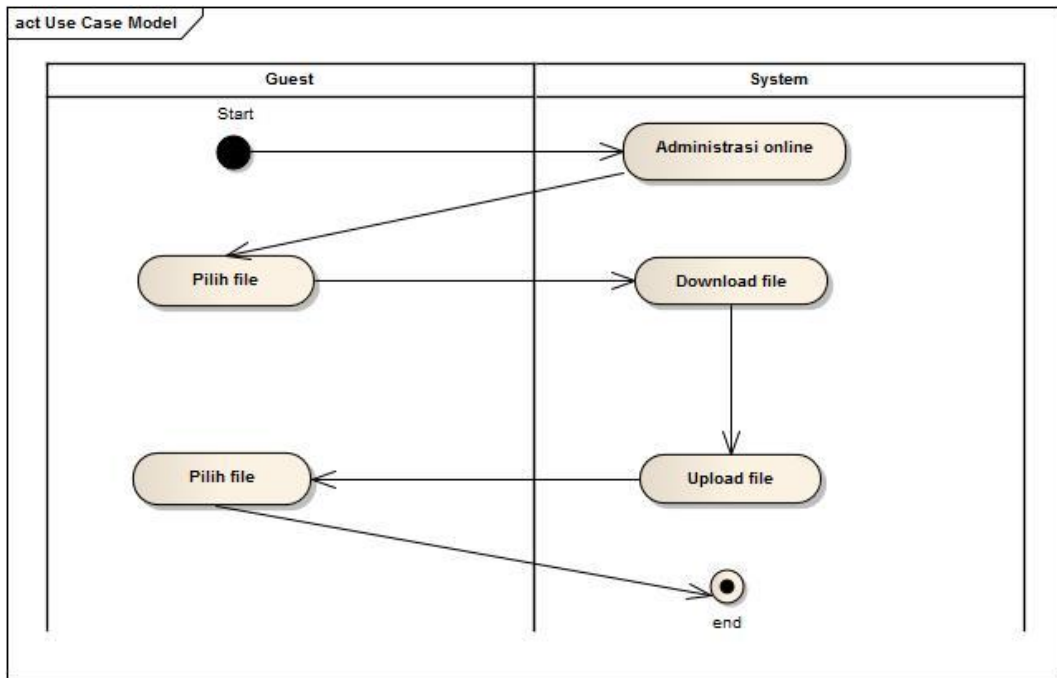 act Use Case Model
Guest
System
Start
Administrasi online
Pilih file
Download file
Pilih file
Upload file
end